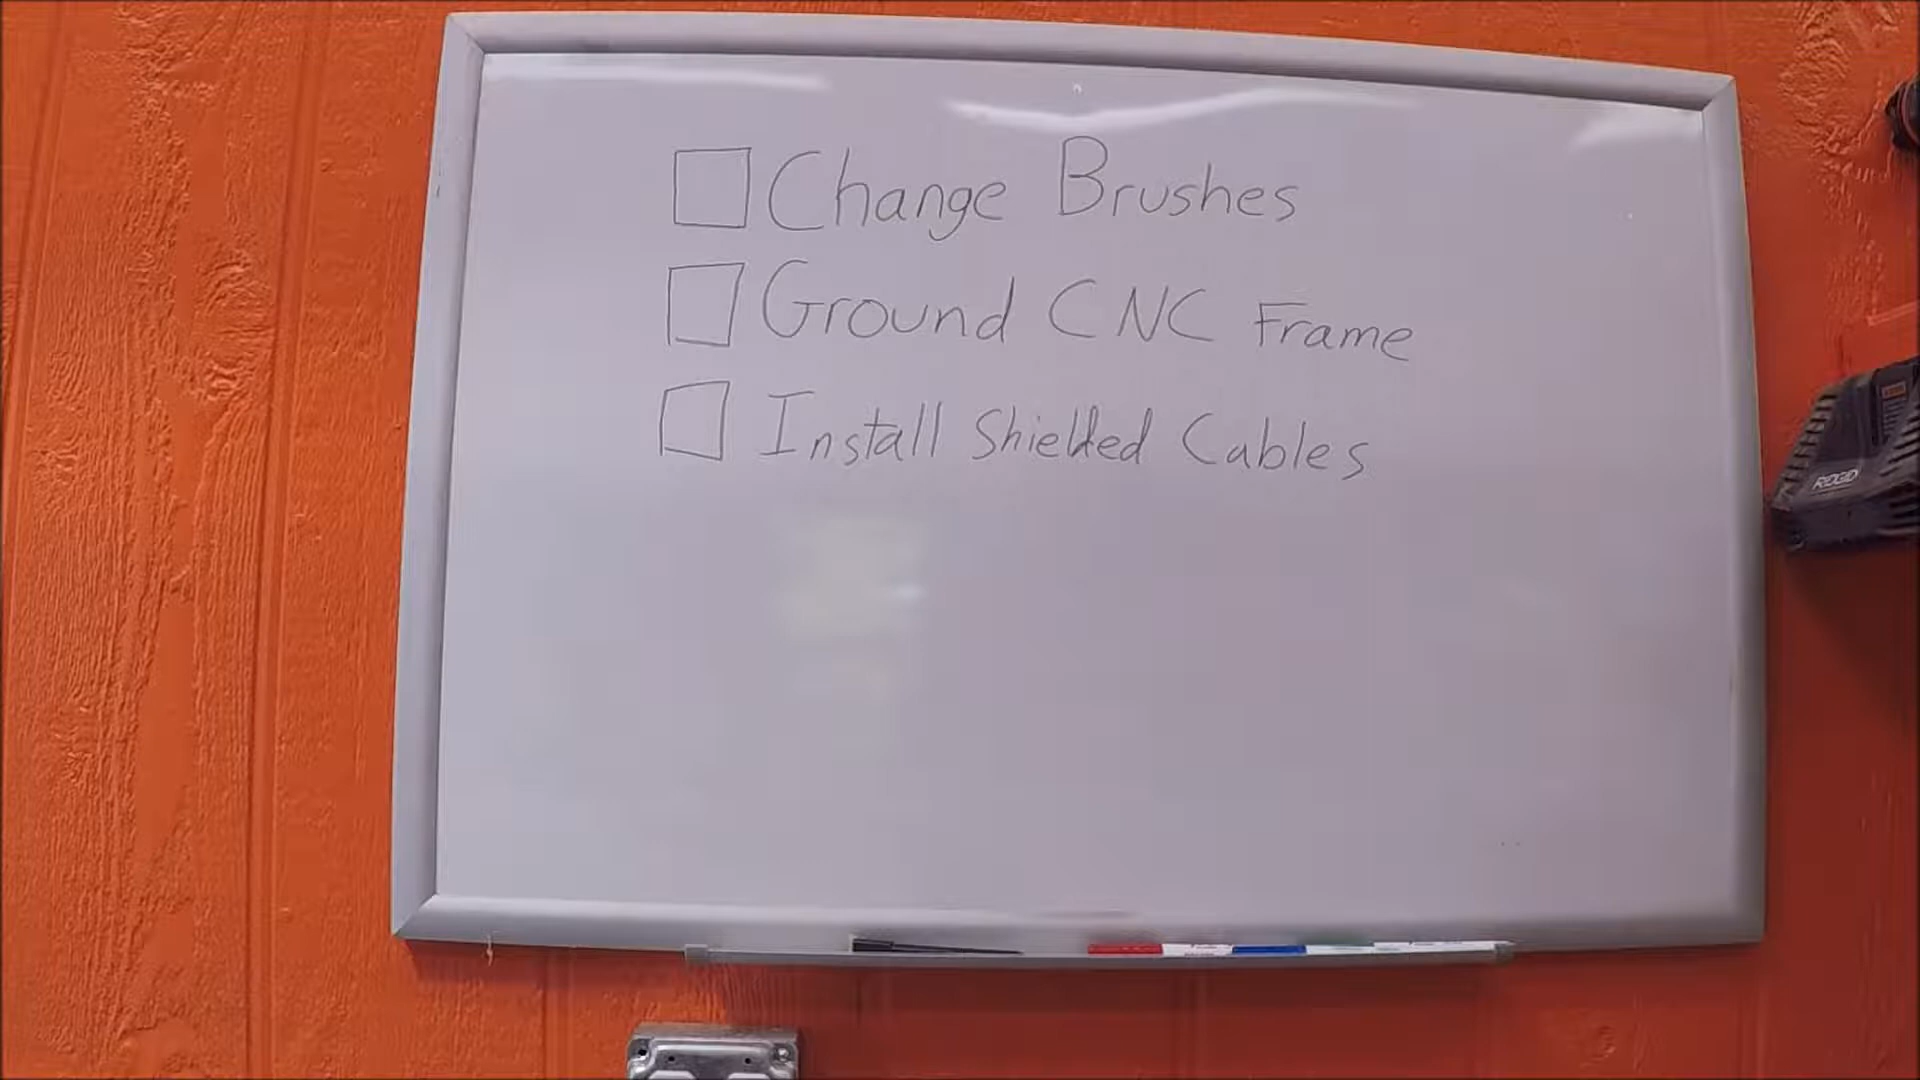 Change Brushes
Ground CNC Frame
Install Shielded Cables
RIDGID